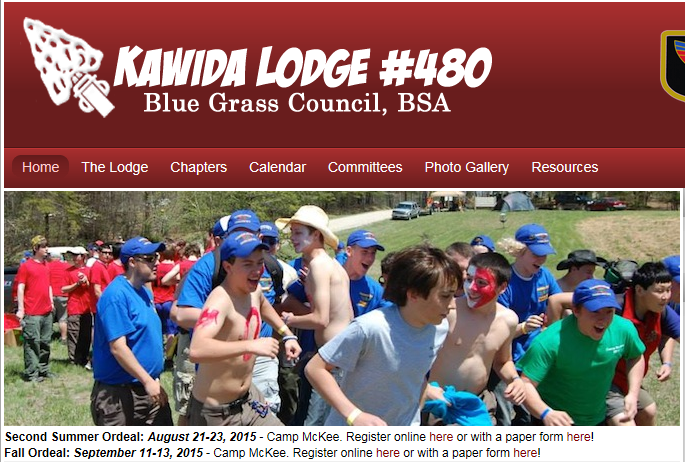 KAWIDA LODGE #480
Blue Grass Council, BSA
Home The Lodge Chapters Calendar Committees Photo Gallery Resources
Second Summer Ordeal: August 21-23, 2015 - Camp McKee. Register online here or with a paper form here!
Fall Ordeal: September 11-13, 2015 - Camp McKee. Register online here or with a paper form here!